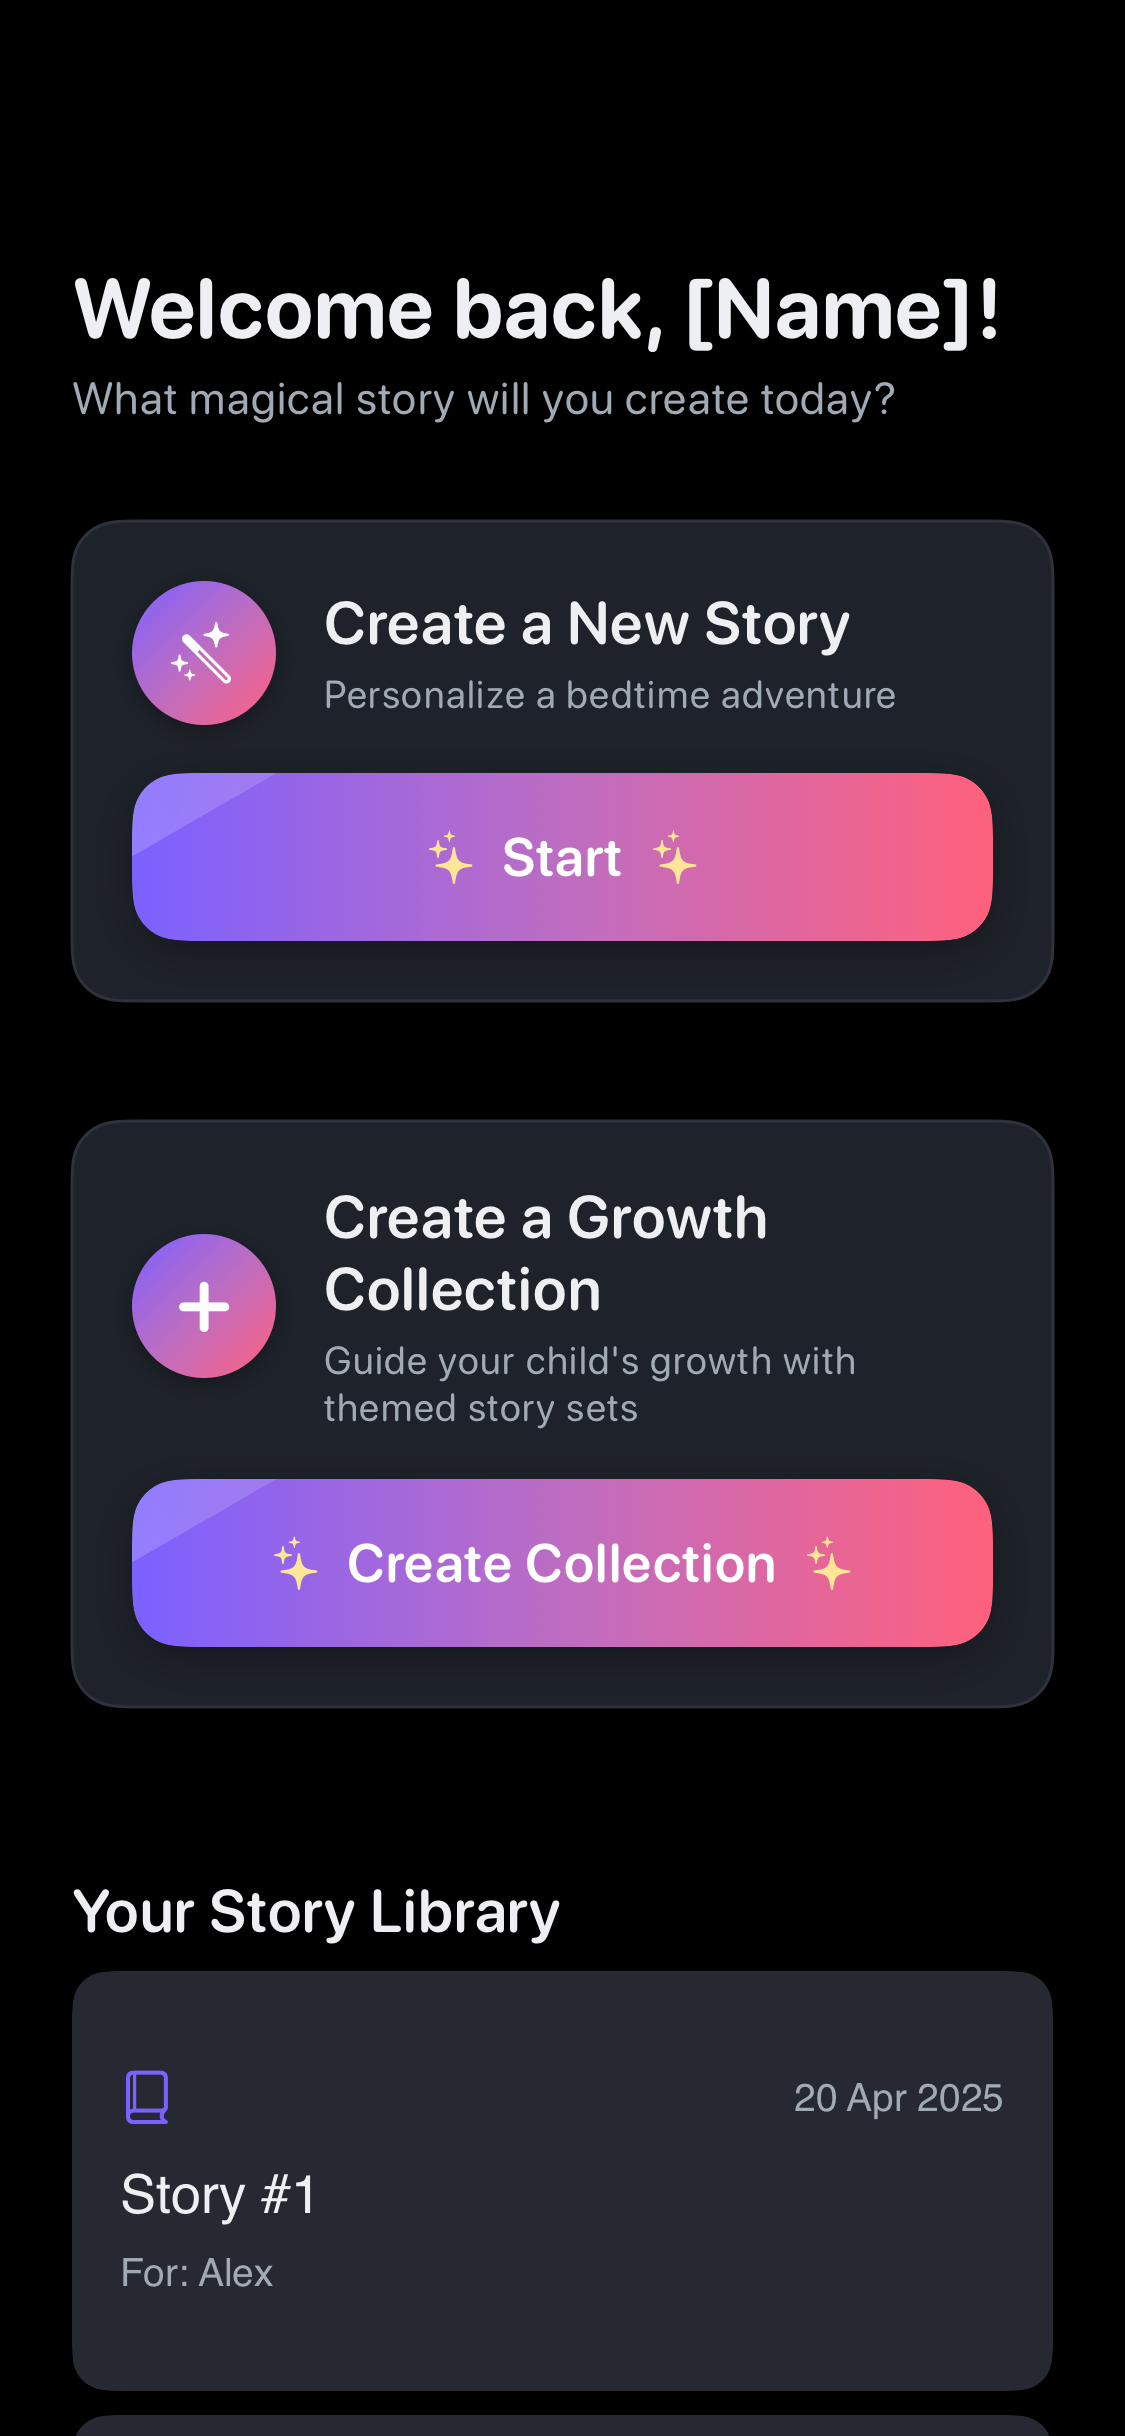 Welcome back, [Name]!
What magical story will you create today?
Create a New Story
Personalize a bedtime adventure
Start
Create a Growth
Collection
Guide your child's growth with
themed story sets
Create Collection
Your Story Library
20 Apr 2025
Story #1
For: Alex